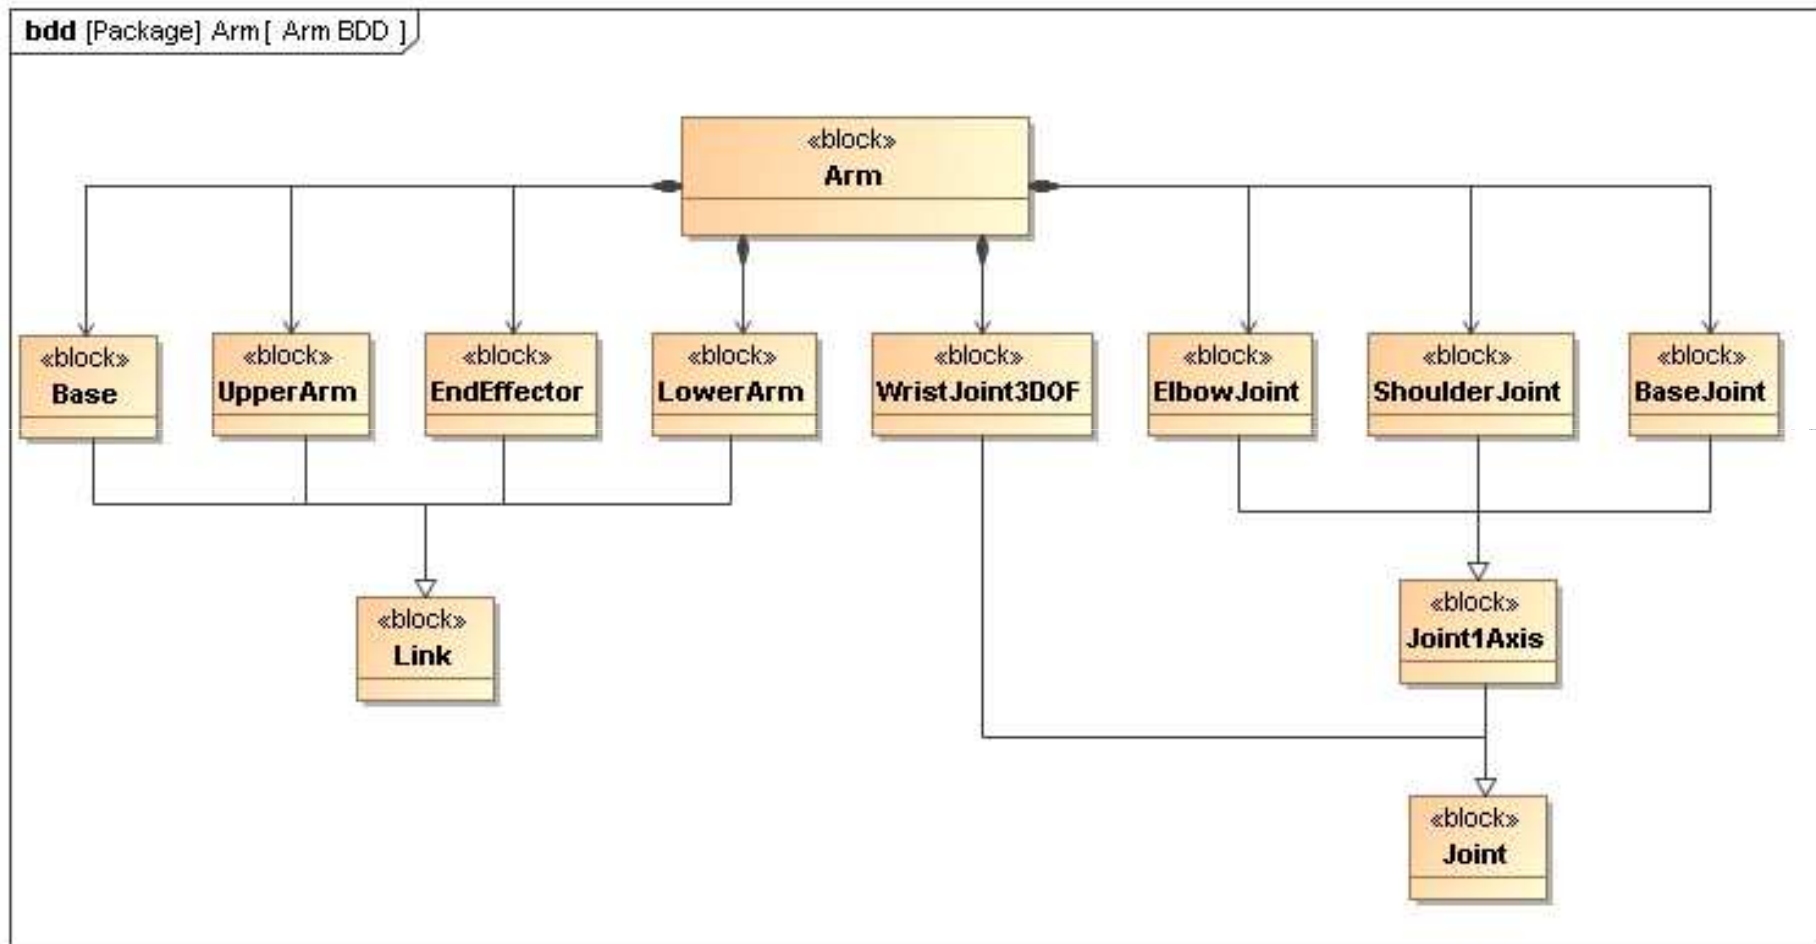 bdd [Package] Arm [ Arm BDD ]
«block»
Arm
«block»
Base
«block»
UpperArm
«block»
EndEffector
«block»
LowerArm
«block»
WristJoint3DOF
«block»
ElbowJoint
«block»
ShoulderJoint
«block»
BaseJoint
«block»
Link
«block»
Joint1Axis
«block»
Joint